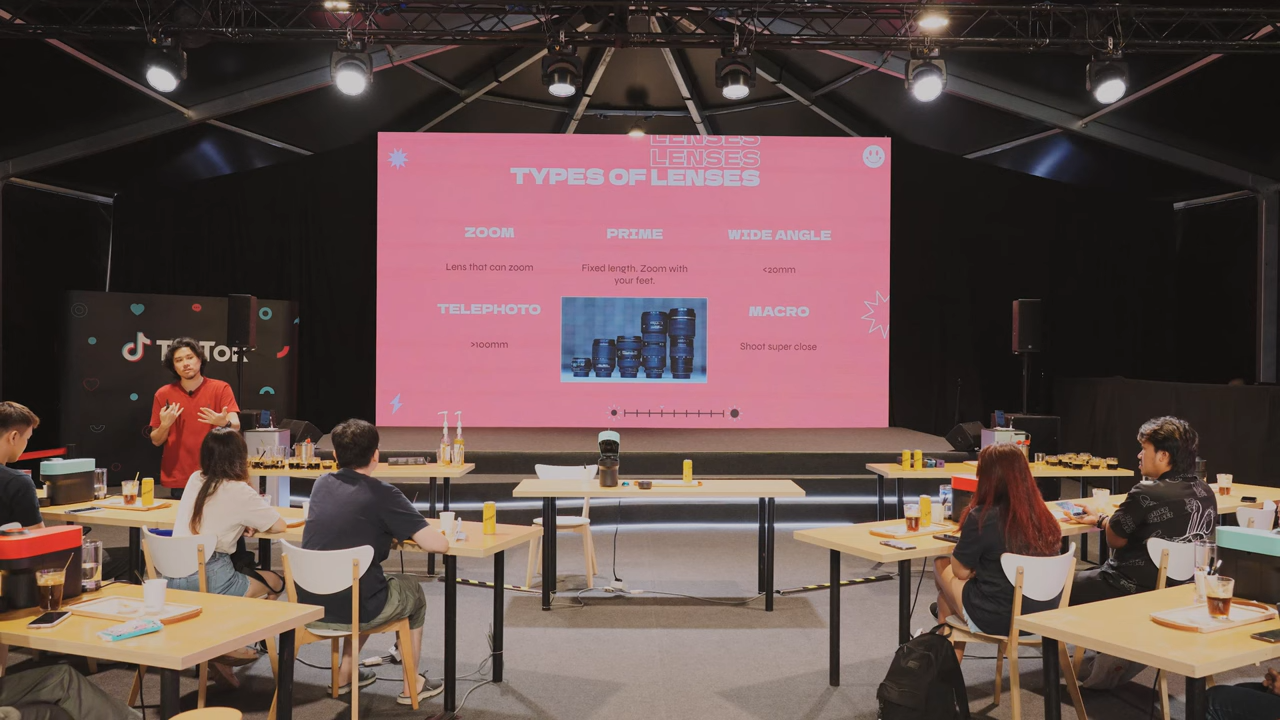 LENSES
LENSES
TYPES OF LENSES
ZOOM
PRIME
WIDE ANGLE
Lens that can zoom
Fixed length. Zoom with
your feet.
<20mm
TELEPHOTO
MACRO
>100mm
Shoot super close
TikTok